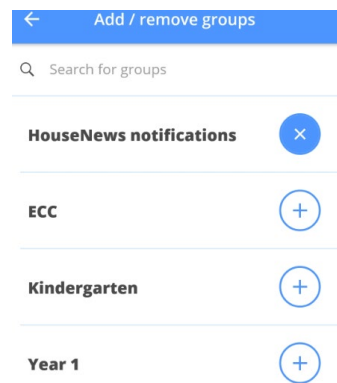 Add / remove groups
Search for groups
HouseNews notifications
ECC
Kindergarten
Year 1